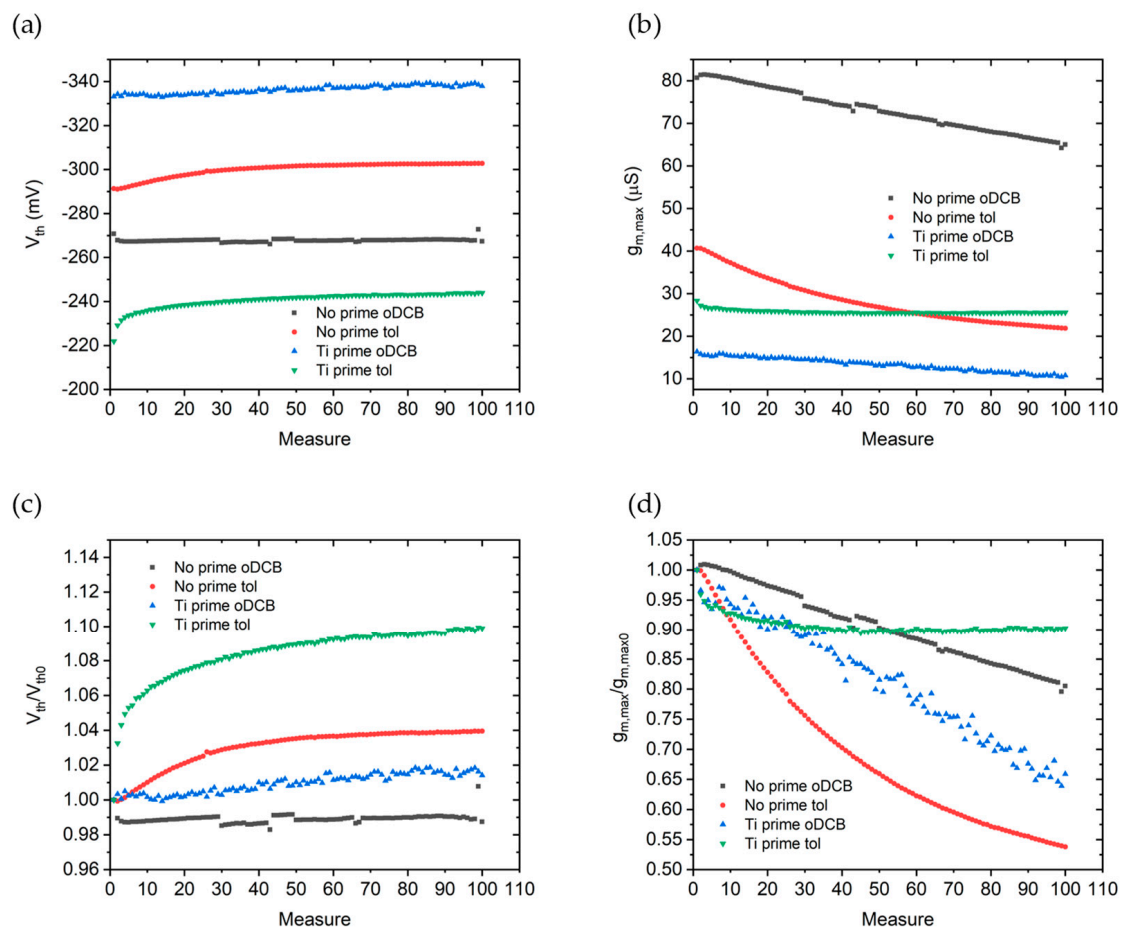 (a)
-340
-320
-300
-280
-260
-240
-220
-200
V_th (mV)
No prime oDCB
No prime tol
Ti prime oDCB
Ti prime tol
0 10 20 30 40 50 60 70 80 90 100 110
Measure
(b)
80
70
60
50
40
30
20
10
g_m,max (μS)
No prime oDCB
No prime tol
Ti prime oDCB
Ti prime tol
0 10 20 30 40 50 60 70 80 90 100 110
Measure
(c)
1.14
1.12
1.10
1.08
1.06
1.04
1.02
1.00
0.98
0.96
V_th/V_th0
No prime oDCB
No prime tol
Ti prime oDCB
Ti prime tol
0 10 20 30 40 50 60 70 80 90 100 110
Measure
(d)
1.05
1.00
0.95
0.90
0.85
0.80
0.75
0.70
0.65
0.60
0.55
0.50
g_m,max/g_m,max0
No prime oDCB
No prime tol
Ti prime oDCB
Ti prime tol
0 10 20 30 40 50 60 70 80 90 100 110
Measure